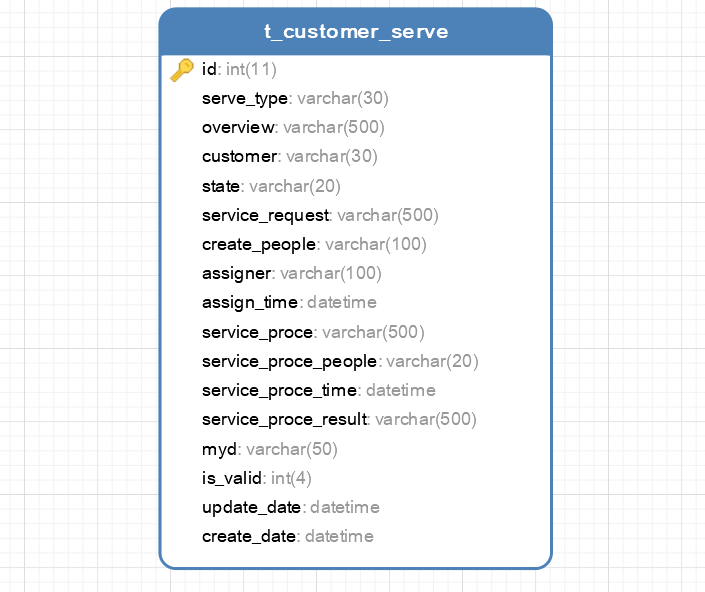 t_customer_serve
id: int(11)
serve_type: varchar(30)
overview: varchar(500)
customer: varchar(30)
state: varchar(20)
service_request: varchar(500)
create_people: varchar(100)
assigner: varchar(100)
assign_time: datetime
service_proce: varchar(500)
service_proce_people: varchar(20)
service_proce_time: datetime
service_proce_result: varchar(500)
myd: varchar(50)
is_valid: int(4)
update_date: datetime
create_date: datetime